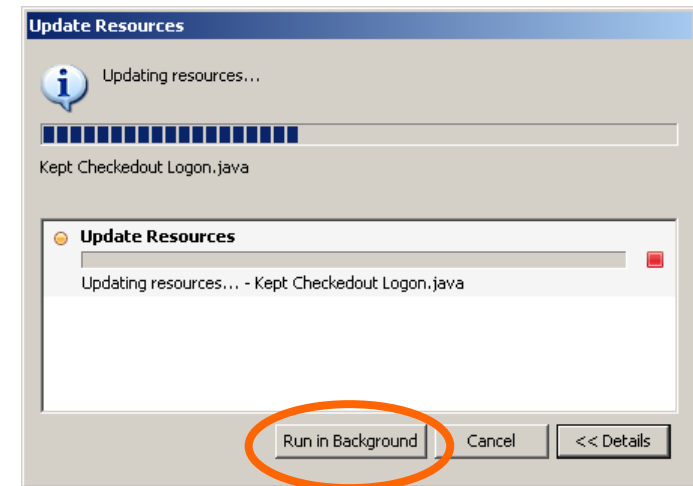 Update Resources
Updating resources...
Kept Checkedout Logon.java
Update Resources
Updating resources... - Kept Checkedout Logon.java
Run in Background Cancel << Details